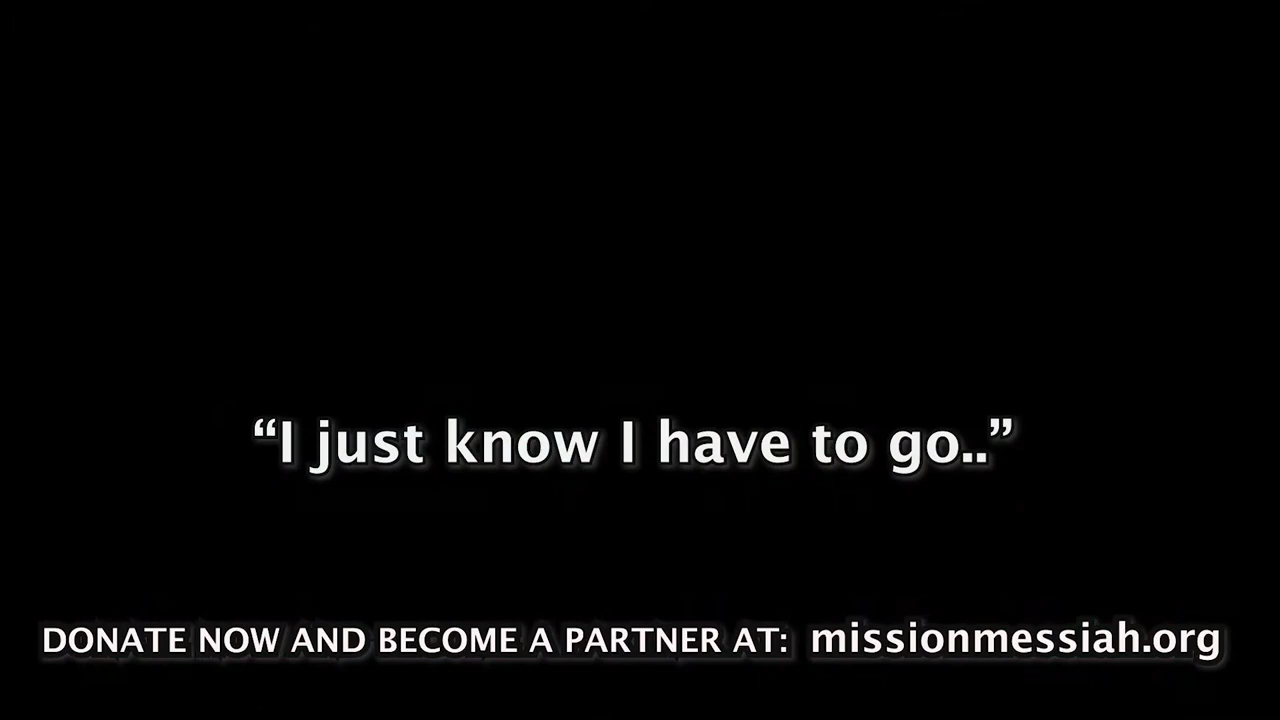 “I just know I have to go..”
DONATE NOW AND BECOME A PARTNER AT: missionmessiah.org